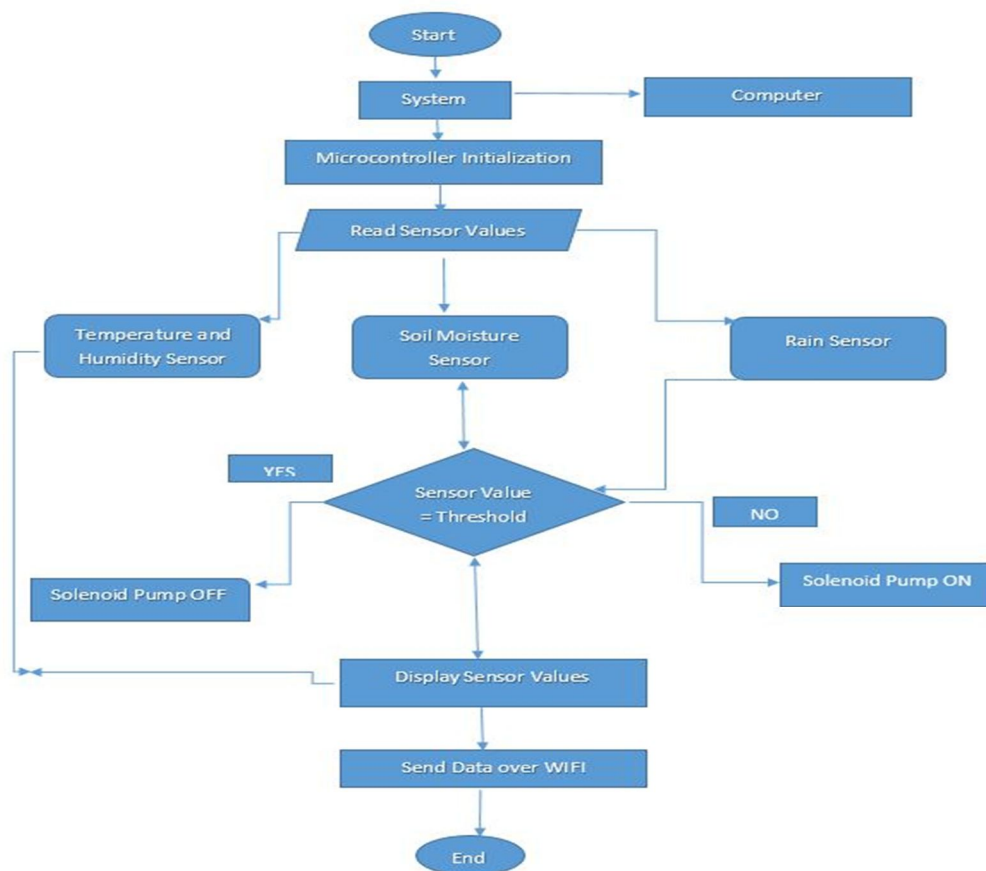 Start
System
Computer
Microcontroller Initialization
Read Sensor Values
Temperature and
Humidity Sensor
Soil Moisture
Sensor
Rain Sensor
YES
Sensor Value
= Threshold
NO
Solenoid Pump OFF
Solenoid Pump ON
Display Sensor Values
Send Data over WIFI
End